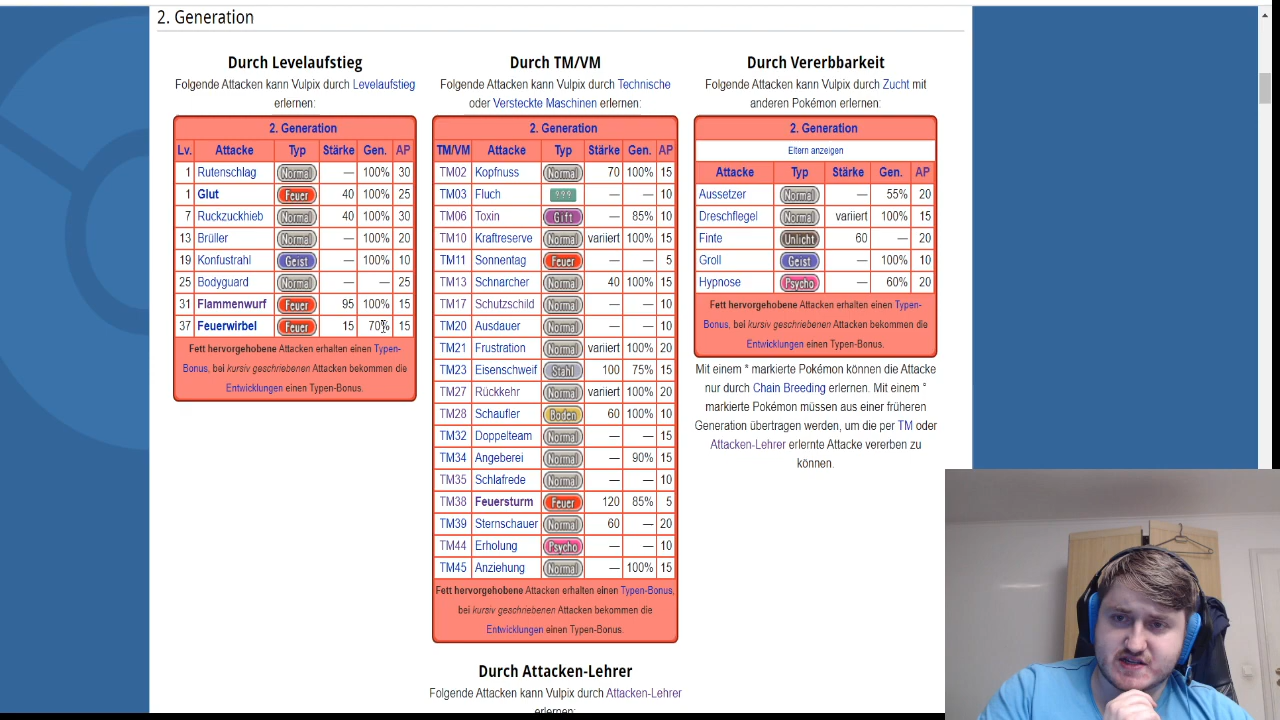 2. Generation
Durch Levelaufstieg
Folgende Attacken kann Vulpix durch Levelaufstieg
erlernen:
2. Generation
Lv. Attacke Typ Stärke Gen. AP
1 Rutenschlag Normal — 100% 30
1 Glut Feuer 40 100% 25
7 Ruckzuckhieb Normal 40 100% 30
13 Brüller Normal — 100% 20
19 Konfustrahl Geist — 100% 10
25 Bodyguard Normal — — 25
31 Flammenwurf Feuer 95 100% 15
37 Feuerwirbel Feuer 15 70% 15
Fett hervorgehobene Attacken erhalten einen Typen-
Bonus, bei kursiv geschriebenen Attacken bekommen die
Entwicklungen einen Typen-Bonus.
Durch TM/VM
Folgende Attacken kann Vulpix durch Technische
oder Versteckte Maschinen erlernen:
2. Generation
TM/VM Attacke Typ Stärke Gen. AP
TM02 Kopfnuss Normal 70 100% 15
TM03 Fluch ??? — — 10
TM06 Toxin Gift — 85% 10
TM10 Kraftreserve Normal variiert 100% 15
TM11 Sonnentag Feuer — — 5
TM13 Schnarcher Normal 40 100% 15
TM17 Schutzschild Normal — — 10
TM20 Ausdauer Normal — — 10
TM21 Frustration Normal variiert 100% 20
TM23 Eisenschweif Stahl 100 75% 15
TM27 Rückkehr Normal variiert 100% 20
TM28 Schaufler Boden 60 100% 10
TM32 Doppelteam Normal — — 15
TM34 Angeberei Normal — 90% 15
TM35 Schlafrede Normal — — 10
TM38 Feuersturm Feuer 120 85% 5
TM39 Sternschauer Normal 60 — 20
TM44 Erholung Psycho — — 10
TM45 Anziehung Normal — 100% 15
Fett hervorgehobene Attacken erhalten einen Typen-Bonus,
bei kursiv geschriebenen Attacken bekommen die
Entwicklungen einen Typen-Bonus.
Durch Vererbbarkeit
Folgende Attacken kann Vulpix durch Zucht mit
anderen Pokémon erlernen:
2. Generation
Eltern anzeigen
Attacke Typ Stärke Gen. AP
Aussetzer Normal — 55% 20
Dreschflegel Normal variiert 100% 15
Finte Unlicht 60 — 20
Groll Geist — 100% 10
Hypnose Psycho — 60% 20
Fett hervorgehobene Attacken erhalten einen Typen-
Bonus, bei kursiv geschriebenen Attacken bekommen die
Entwicklungen einen Typen-Bonus.
Mit einem * markierte Pokémon können die Attacke
nur durch Chain Breeding erlernen. Mit einem °
markierte Pokémon müssen aus einer früheren
Generation übertragen werden, um die per TM oder
Attacken-Lehrer erlernte Attacke vererben zu
können.
Durch Attacken-Lehrer
Folgende Attacken kann Vulpix durch Attacken-Lehrer
erlernen: